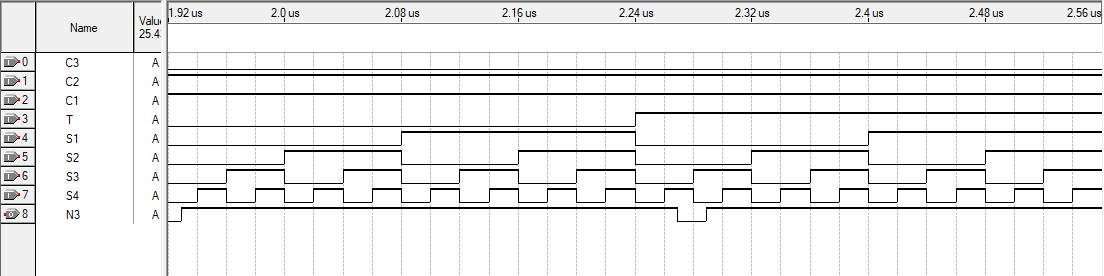 Name
Value
25.4
1.92 us
2.0 us
2.08 us
2.16 us
2.24 us
2.32 us
2.4 us
2.48 us
2.56 us
0 C3 A
1 C2 A
2 C1 A
3 T A
4 S1 A
5 S2 A
6 S3 A
7 S4 A
8 N3 A